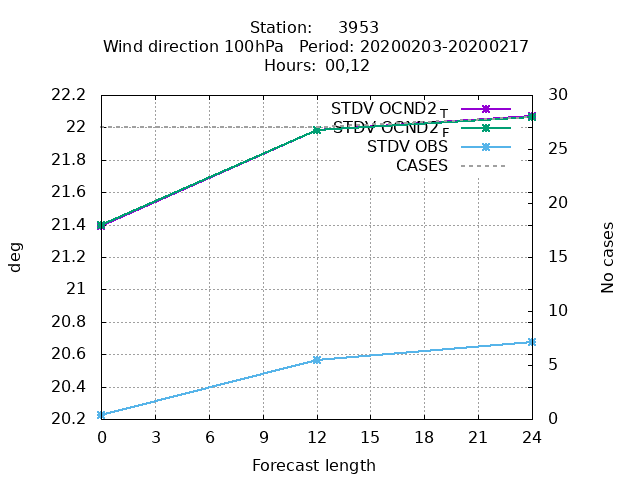 Station:     3953
Wind direction 100hPa   Period: 20200203-20200217
Hours: 00,12
22.2
22
21.8
21.6
21.4
21.2
21
20.8
20.6
20.4
20.2
deg
STDV OCND2_T
STDV OCND2_F
STDV OBS
CASES
30
25
20
15
10
5
0
No cases
0 3 6 9 12 15 18 21 24
Forecast length